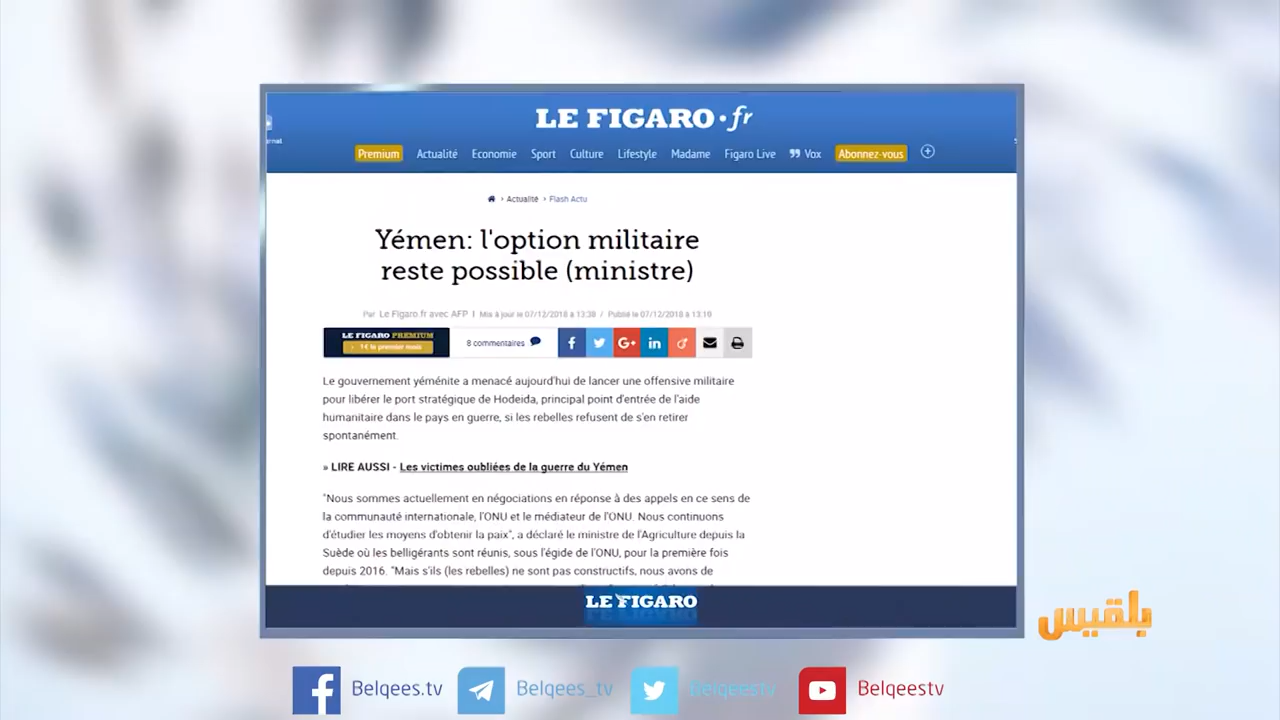 LE FIGARO·fr
Premium Actualité Economie Sport Culture Lifestyle Madame Figaro Live Vox Abonnez-vous
Actualité > Flash Actu
Yémen: l'option militaire
reste possible (ministre)
Par Le Figaro.fr avec AFP | Mis à jour le 07/12/2018 à 13:38 / Publié le 07/12/2018 à 13:10
LE FIGARO PREMIUM
1€ le premier mois
8 commentaires
G+ in
Le gouvernement yéménite a menacé aujourd'hui de lancer une offensive militaire
pour libérer le port stratégique de Hodeida, principal point d'entrée de l'aide
humanitaire dans le pays en guerre, si les rebelles refusent de s'en retirer
spontanément.
» LIRE AUSSI - Les victimes oubliées de la guerre du Yémen
"Nous sommes actuellement en négociations en réponse à des appels en ce sens de
la communauté internationale, l'ONU et le médiateur de l'ONU. Nous continuons
d'étudier les moyens d'obtenir la paix", a déclaré le ministre de l'Agriculture depuis la
Suède où les belligérants sont réunis, sous l'égide de l'ONU, pour la première fois
depuis 2016. "Mais s'ils (les rebelles) ne sont pas constructifs, nous avons de
LE FIGARO
بلقيس
Belqees.tv Belqees_tv Belqeestv Belqeestv